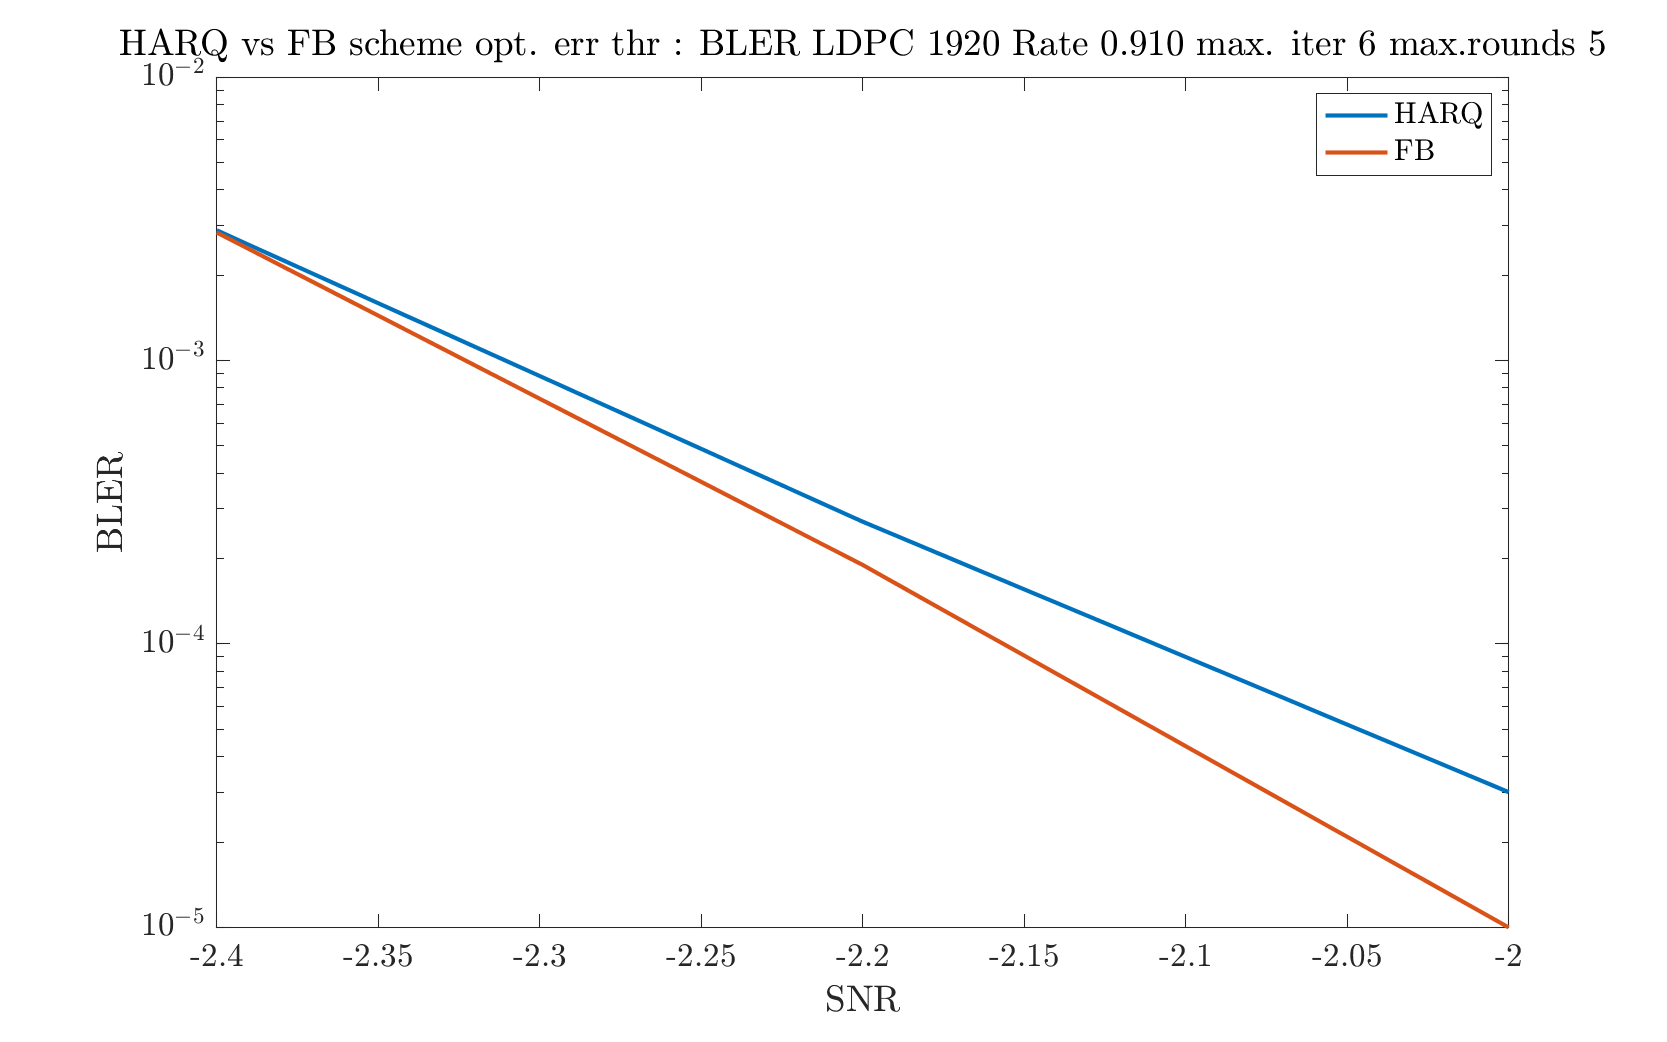 HARQ vs FB scheme opt. err thr : BLER LDPC 1920 Rate 0.910 max. iter 6 max.rounds 5
10^-2
HARQ
FB
10^-3
BLER
10^-4
10^-5
-2.4 -2.35 -2.3 -2.25 -2.2 -2.15 -2.1 -2.05 -2
SNR